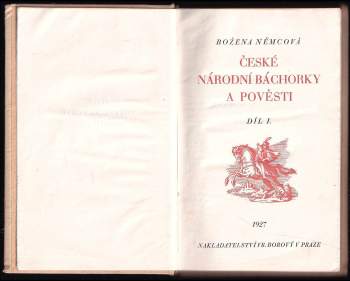 BOŽENA NĚMCOVÁ
ČESKÉ
NÁRODNÍ BÁCHORKY
A POVĚSTI
DÍL I.
1927
NAKLADATELSTVÍ FR. BOROVÝ V PRAZE